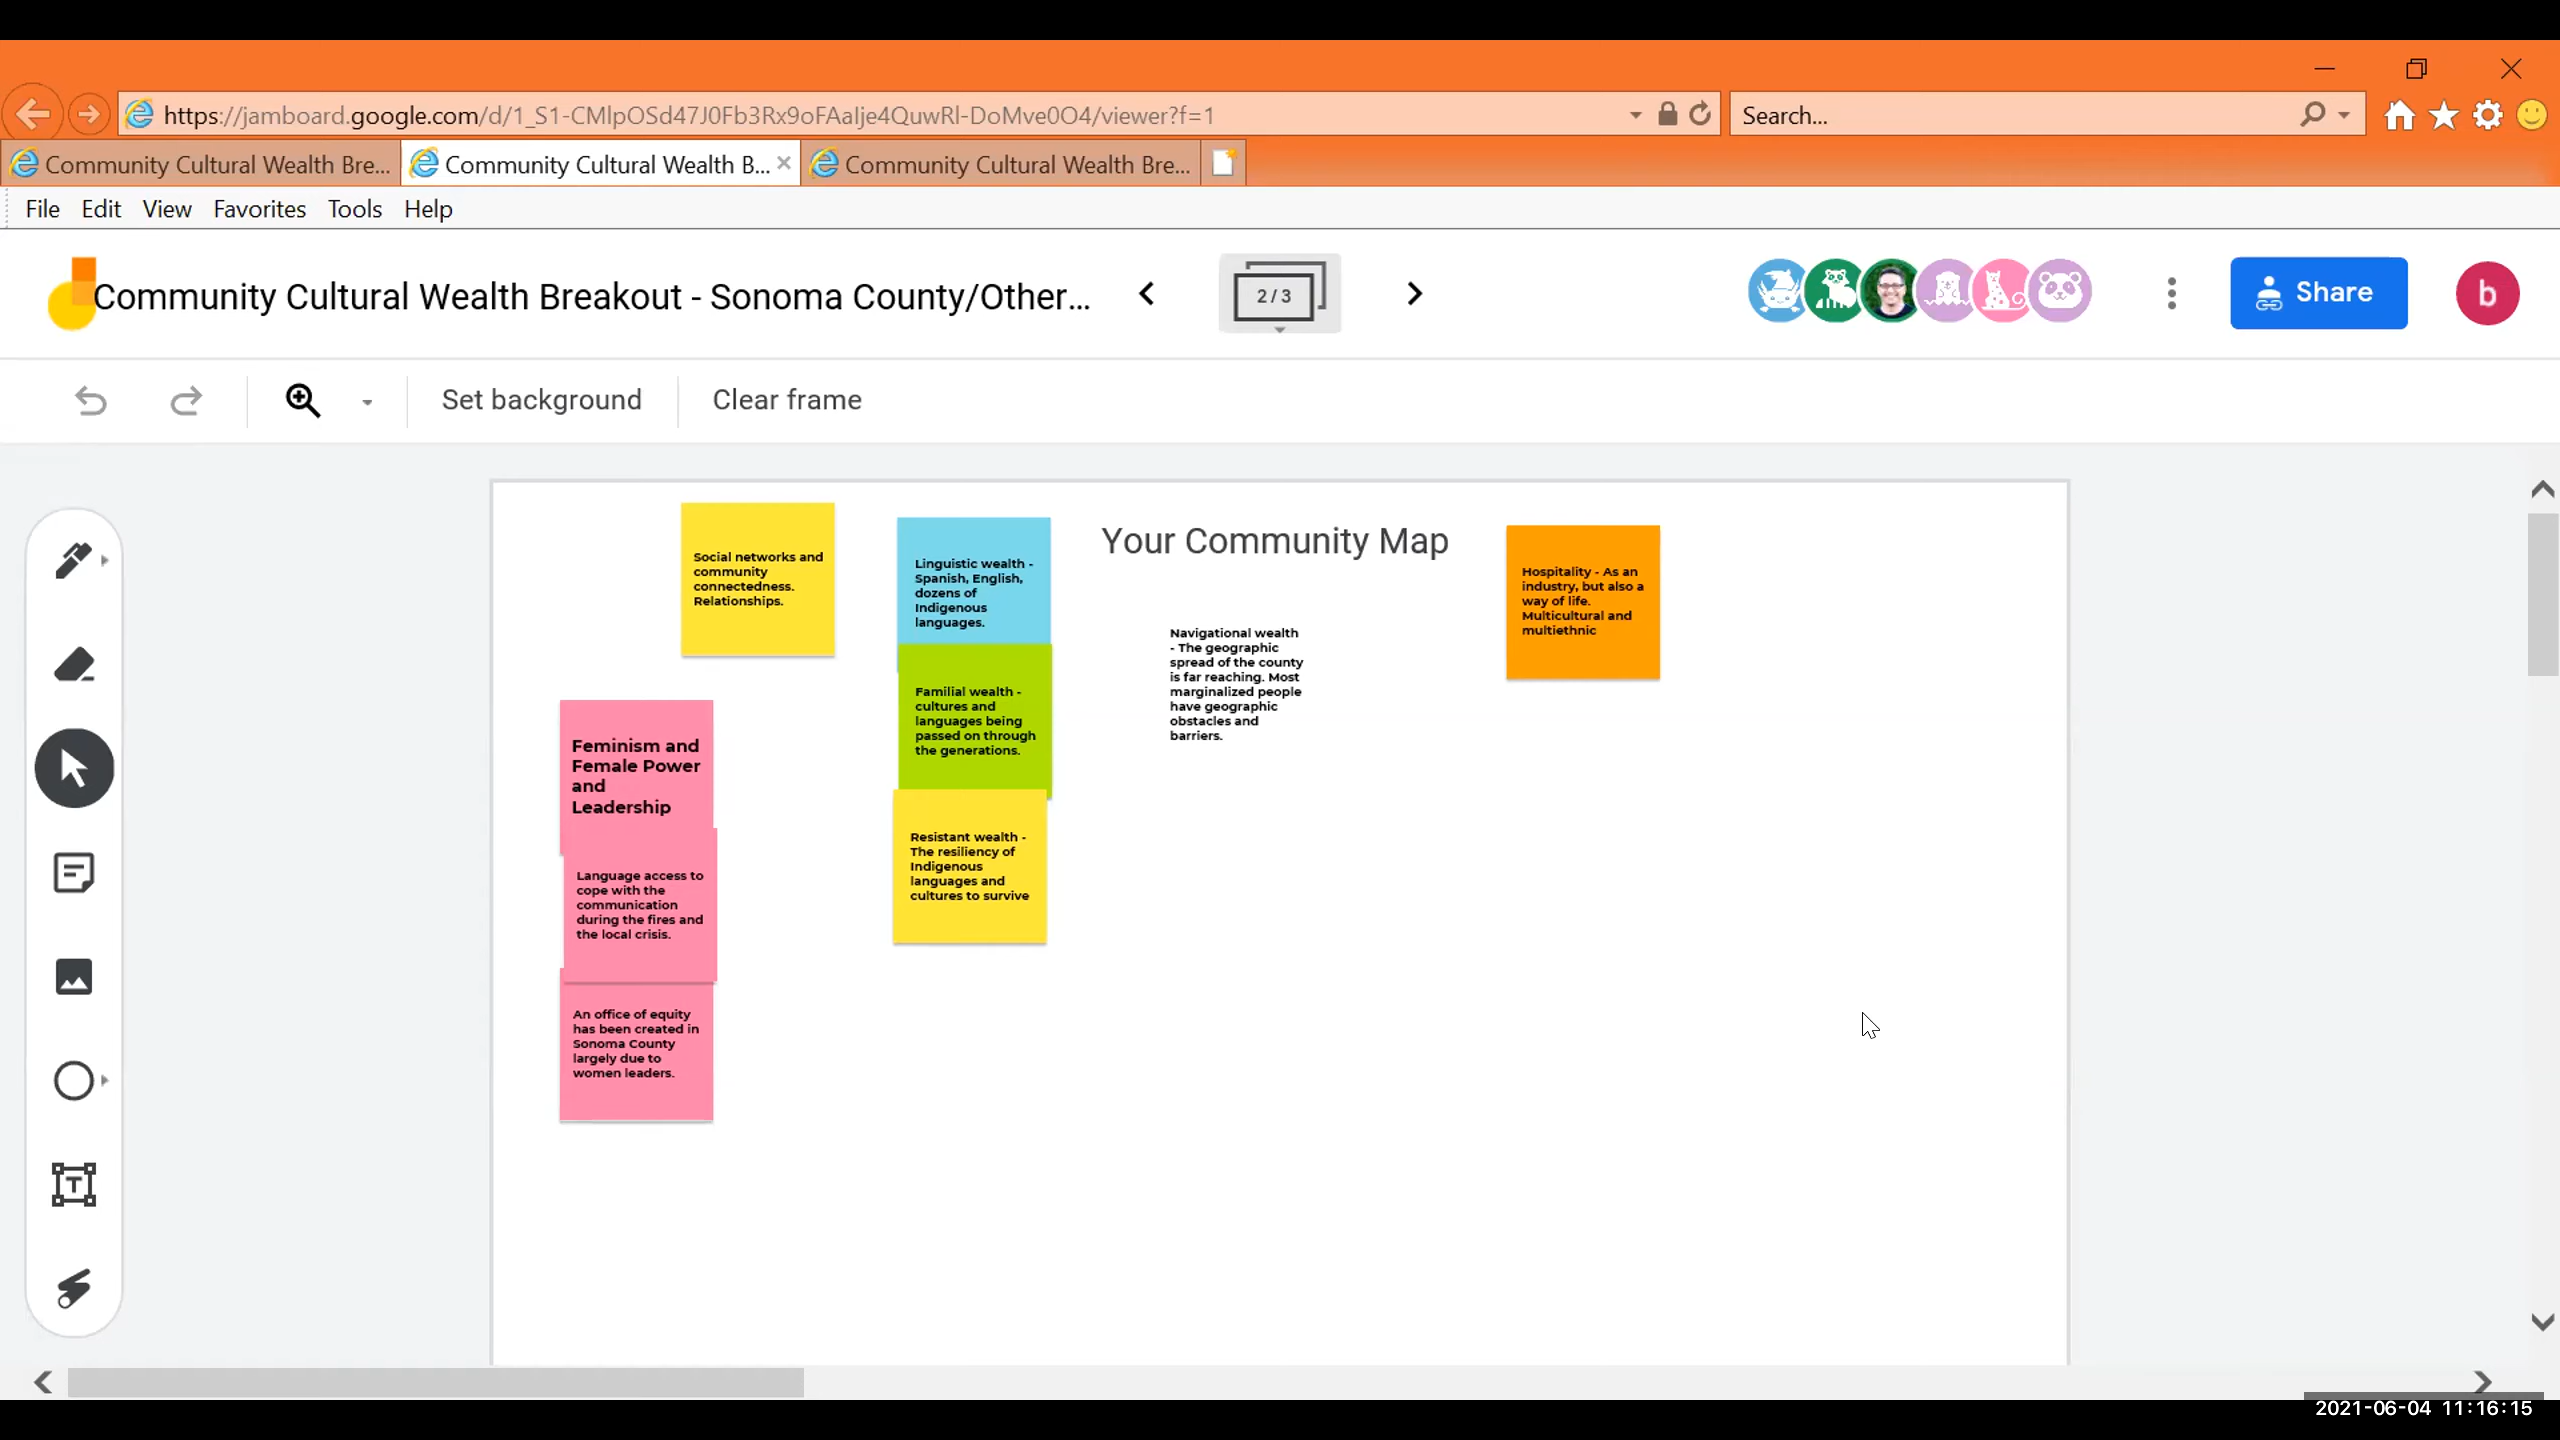 https://jamboard.google.com/d/1_S1-CMlpOSd47J0Fb3Rx9oFAaIje4QuwRl-DoMve0O4/viewer?f=1
Search...
Community Cultural Wealth Bre...
Community Cultural Wealth B...
Community Cultural Wealth Bre...
File Edit View Favorites Tools Help
Community Cultural Wealth Breakout - Sonoma County/Other...
2 / 3
Share
b
Set background
Clear frame
Your Community Map
Social networks and
community
connectedness.
Relationships.
Linguistic wealth -
Spanish, English,
dozens of
Indigenous
languages.
Hospitality - As an
industry, but also a
way of life.
Multicultural and
multiethnic
Navigational wealth
- The geographic
spread of the county
is far reaching. Most
marginalized people
have geographic
obstacles and
barriers.
Familial wealth -
cultures and
languages being
passed on through
the generations.
Feminism and
Female Power
and
Leadership
Resistant wealth -
The resiliency of
Indigenous
languages and
cultures to survive
Language access to
cope with the
communication
during the fires and
the local crisis.
An office of equity
has been created in
Sonoma County
largely due to
women leaders.
2021-06-04 11:16:15